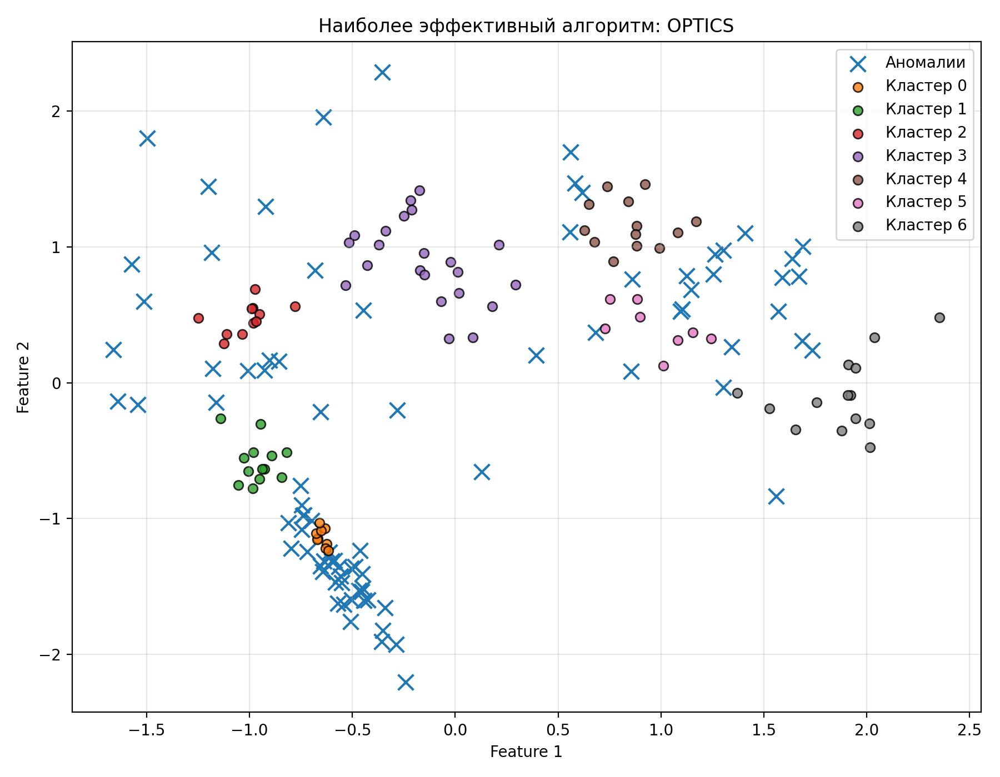 Наиболее эффективный алгоритм: OPTICS
Аномалии
Кластер 0
Кластер 1
Кластер 2
Кластер 3
Кластер 4
Кластер 5
Кластер 6
Feature 2
2
1
0
−1
−2
−1.5
−1.0
−0.5
0.0
0.5
1.0
1.5
2.0
2.5
Feature 1